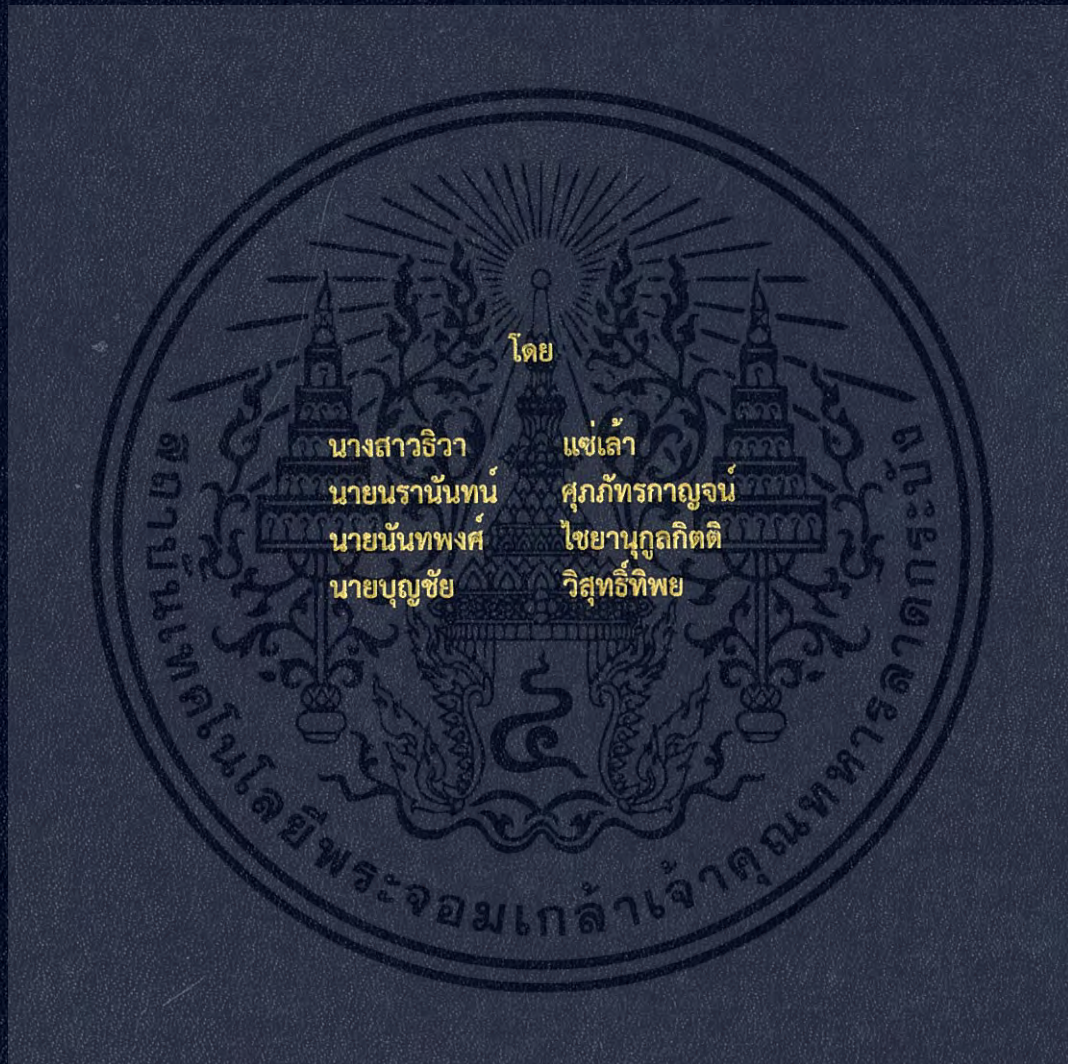 โดย
นางสาวธิวา แซ่เล้า
นายนรานันทน์ ศุภภัทรกาญจน์
นายนันทพงศ์ ไชยานุกูลกิตติ
นายบุญชัย วิสุทธิ์ทิพย
สถาบันเทคโนโลยีพระจอมเกล้าเจ้าคุณทหารลาดกระบัง